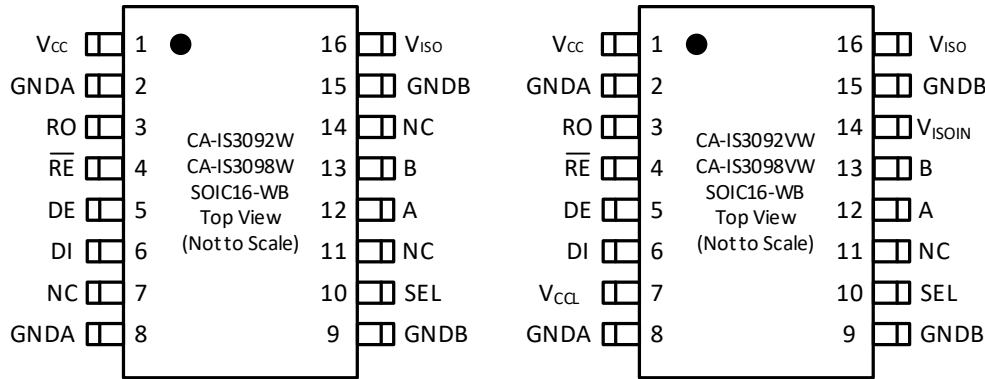 VCC 1 16 VISO
GNDA 2 15 GNDB
RO 3 14 NC
RE 4 13 B
DE 5 12 A
DI 6 11 NC
NC 7 10 SEL
GNDA 8 9 GNDB
CA-IS3092W
CA-IS3098W
SOIC16-WB
Top View
(Not to Scale)
VCC 1 16 VISO
GNDA 2 15 GNDB
RO 3 14 VISOIN
RE 4 13 B
DE 5 12 A
DI 6 11 NC
VCCL 7 10 SEL
GNDA 8 9 GNDB
CA-IS3092VW
CA-IS3098VW
SOIC16-WB
Top View
(Not to Scale)